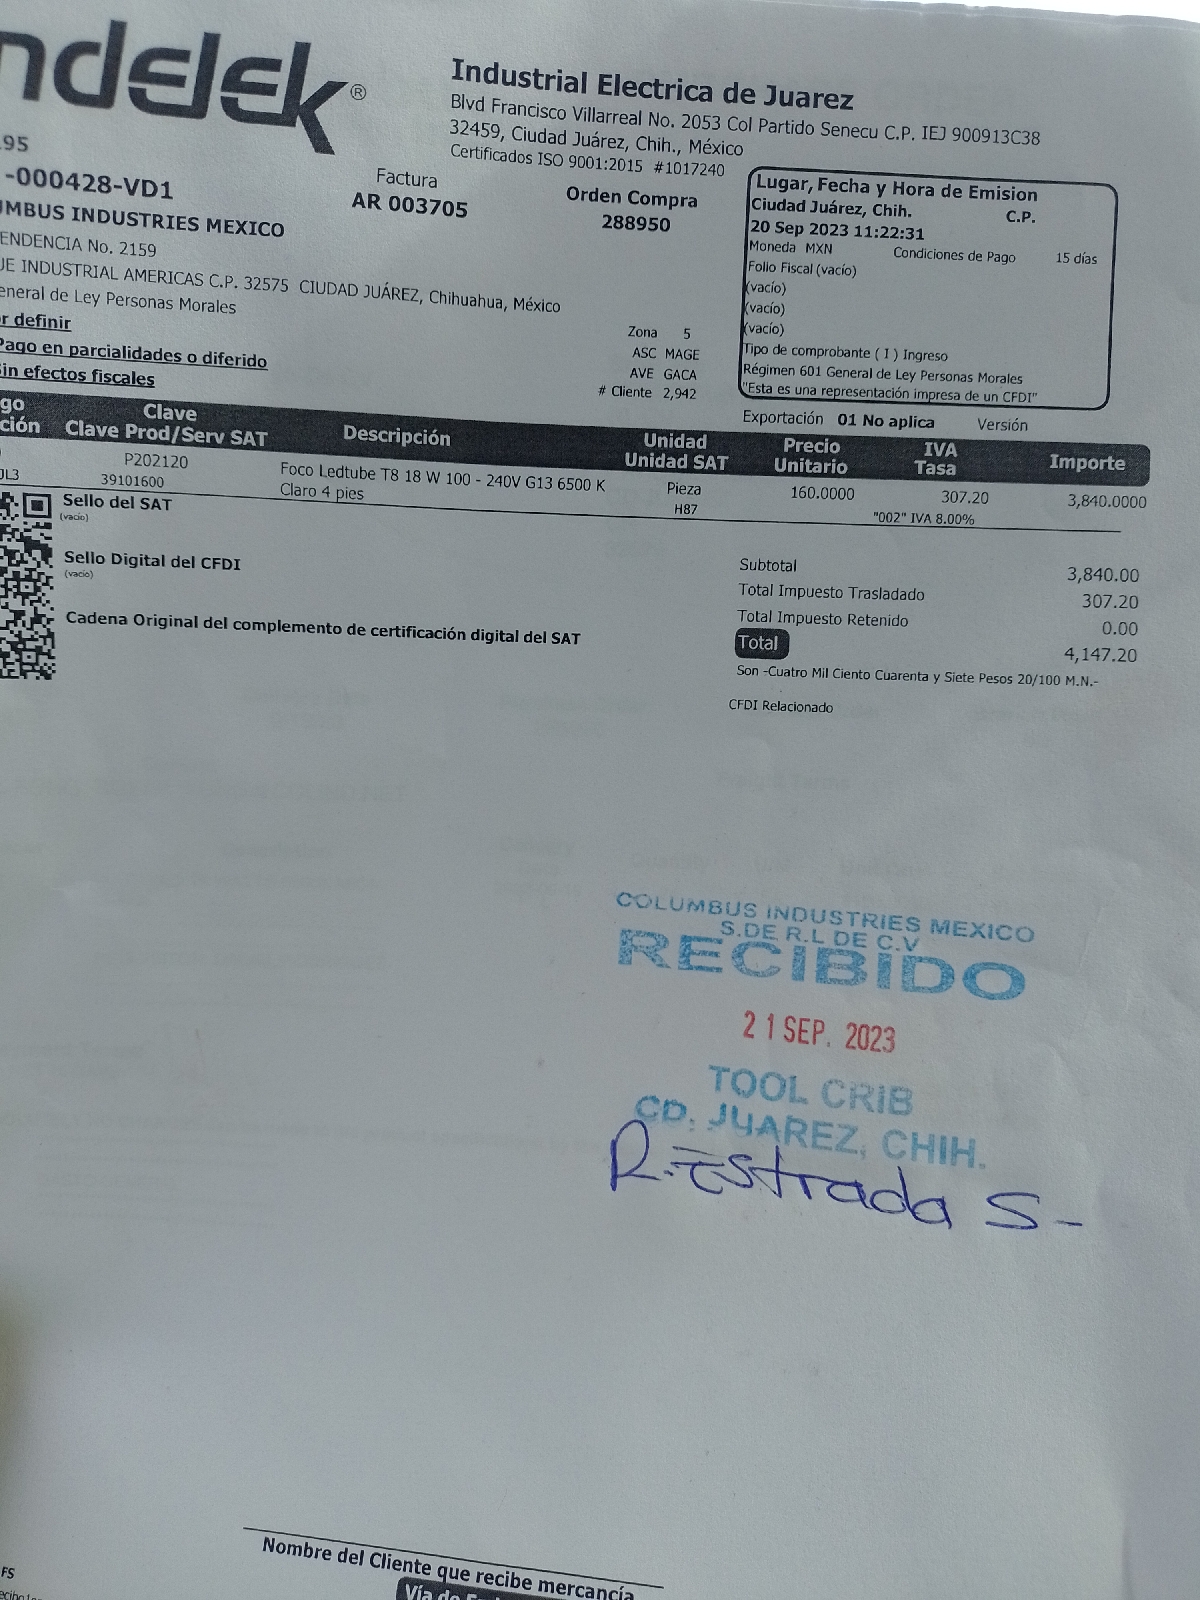 ndelek®
Industrial Electrica de Juarez
Blvd Francisco Villarreal No. 2053 Col Partido Senecu C.P. IEJ 900913C38
32459, Ciudad Juárez, Chih., México
Certificados ISO 9001:2015 #1017240
195
-000428-VD1
Factura
AR 003705
Orden Compra
288950
UMBUS INDUSTRIES MEXICO
ENDENCIA No. 2159
UE INDUSTRIAL AMERICAS C.P. 32575 CIUDAD JUÁREZ, Chihuahua, México
eneral de Ley Personas Morales
r definir
Pago en parcialidades o diferido
Sin efectos fiscales
Zona 5
ASC MAGE
AVE GACA
# Cliente 2,942
Lugar, Fecha y Hora de Emision
Ciudad Juárez, Chih. C.P.
20 Sep 2023 11:22:31
Moneda MXN Condiciones de Pago 15 días
Folio Fiscal (vacío)
(vacío)
(vacío)
(vacío)
Tipo de comprobante ( I ) Ingreso
Régimen 601 General de Ley Personas Morales
"Esta es una representación impresa de un CFDI"
Exportación 01 No aplica Versión
go Clave Descripción Unidad Precio IVA Importe
ción Clave Prod/Serv SAT Unidad SAT Unitario Tasa
P202120 Foco Ledtube T8 18 W 100 - 240V G13 6500 K Pieza 160.0000 307.20 3,840.0000
JL3 39101600 Claro 4 pies H87 "002" IVA 8.00%
Sello del SAT
(vacío)
Sello Digital del CFDI
(vacío)
Cadena Original del complemento de certificación digital del SAT
Subtotal 3,840.00
Total Impuesto Trasladado 307.20
Total Impuesto Retenido 0.00
Total 4,147.20
Son -Cuatro Mil Ciento Cuarenta y Siete Pesos 20/100 M.N.-
CFDI Relacionado
COLUMBUS INDUSTRIES MEXICO
S.DE R.L DE C.V
RECIBIDO
21 SEP. 2023
TOOL CRIB
CD. JUAREZ, CHIH.
R. Estrada S-
Nombre del Cliente que recibe mercancía
FS